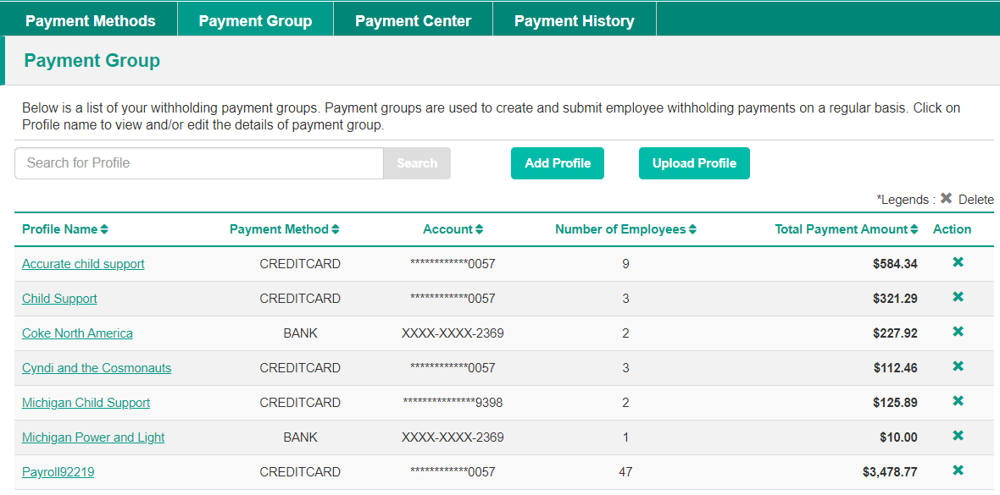 Payment Methods Payment Group Payment Center Payment History
Payment Group
Below is a list of your withholding payment groups. Payment groups are used to create and submit employee withholding payments on a regular basis. Click on
Profile name to view and/or edit the details of payment group.
Search for Profile Search Add Profile Upload Profile
*Legends : ✖ Delete
Profile Name Payment Method Account Number of Employees Total Payment Amount Action
Accurate child support CREDITCARD ************0057 9 $584.34 ✖
Child Support CREDITCARD ************0057 3 $321.29 ✖
Coke North America BANK XXXX-XXXX-2369 2 $227.92 ✖
Cyndi and the Cosmonauts CREDITCARD ************0057 3 $112.46 ✖
Michigan Child Support CREDITCARD ***************9398 2 $125.89 ✖
Michigan Power and Light BANK XXXX-XXXX-2369 1 $10.00 ✖
Payroll92219 CREDITCARD ************0057 47 $3,478.77 ✖